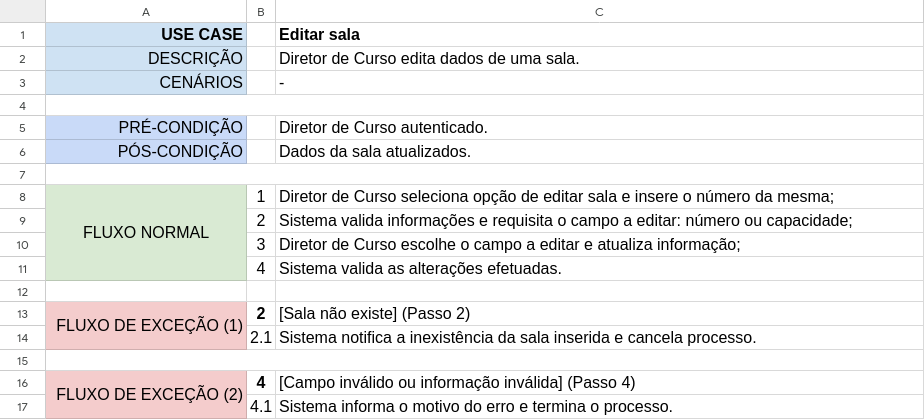 A B C
1 USE CASE Editar sala
2 DESCRIÇÃO Diretor de Curso edita dados de uma sala.
3 CENÁRIOS -
4
5 PRÉ-CONDIÇÃO Diretor de Curso autenticado.
6 PÓS-CONDIÇÃO Dados da sala atualizados.
7
8 1 Diretor de Curso seleciona opção de editar sala e insere o número da mesma;
9 FLUXO NORMAL 2 Sistema valida informações e requisita o campo a editar: número ou capacidade;
10 3 Diretor de Curso escolhe o campo a editar e atualiza informação;
11 4 Sistema valida as alterações efetuadas.
12
13 FLUXO DE EXCEÇÃO (1) 2 [Sala não existe] (Passo 2)
14 2.1 Sistema notifica a inexistência da sala inserida e cancela processo.
15
16 FLUXO DE EXCEÇÃO (2) 4 [Campo inválido ou informação inválida] (Passo 4)
17 4.1 Sistema informa o motivo do erro e termina o processo.